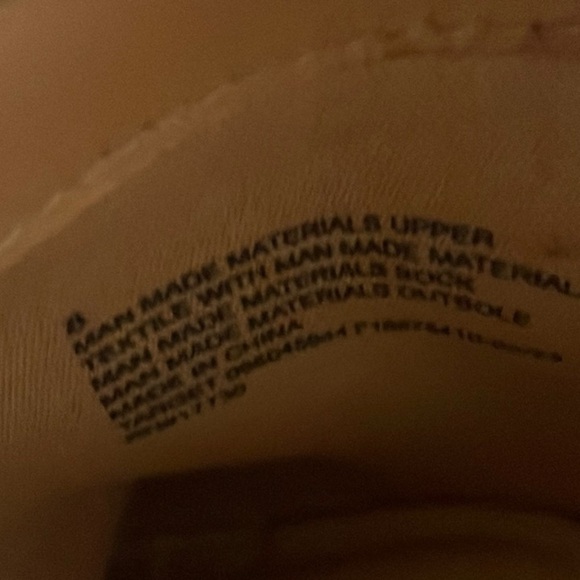 8
MAN MADE MATERIALS UPPER
TEXTILE WITH MAN MADE MATERIAL
MAN MADE MATERIALS SOCK
MAN MADE MATERIALS OUTSOLE
MADE IN CHINA
TARGET